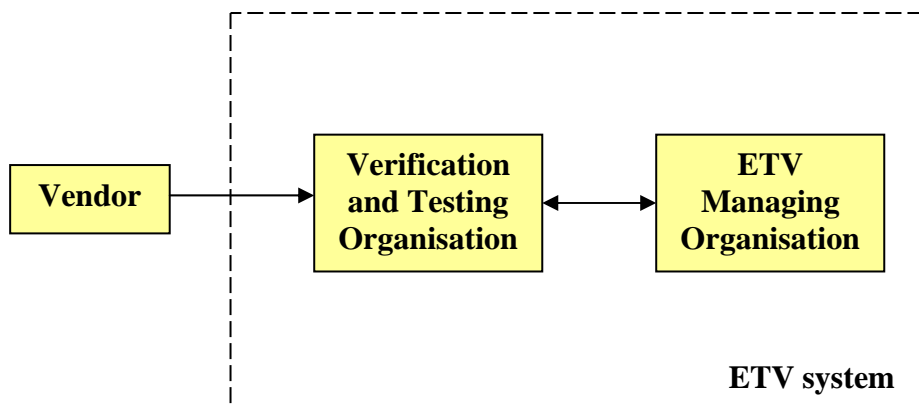 Vendor
Verification
and Testing
Organisation
ETV
Managing
Organisation
ETV system